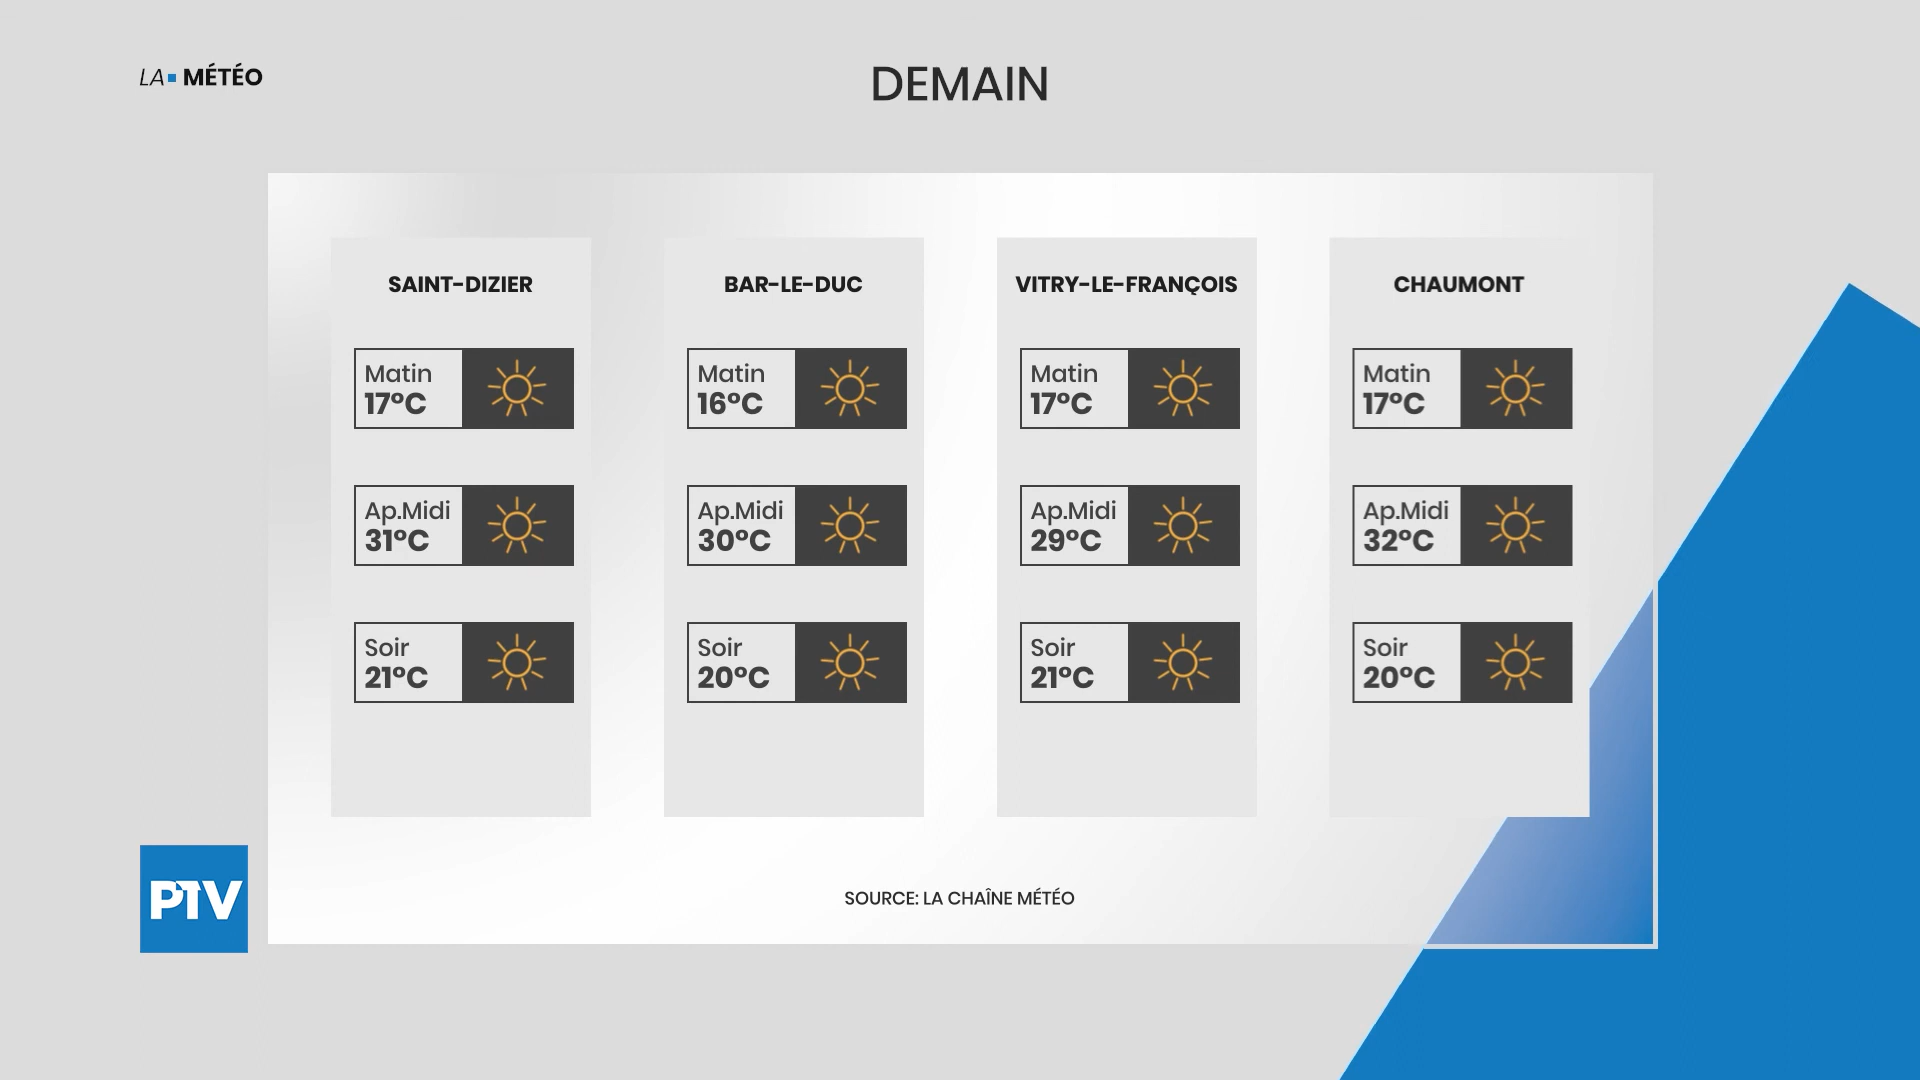 LA MÉTÉO
DEMAIN
SAINT-DIZIER
Matin
17°C
Ap.Midi
31°C
Soir
21°C
BAR-LE-DUC
Matin
16°C
Ap.Midi
30°C
Soir
20°C
VITRY-LE-FRANÇOIS
Matin
17°C
Ap.Midi
29°C
Soir
21°C
CHAUMONT
Matin
17°C
Ap.Midi
32°C
Soir
20°C
PTV
SOURCE: LA CHAÎNE MÉTÉO